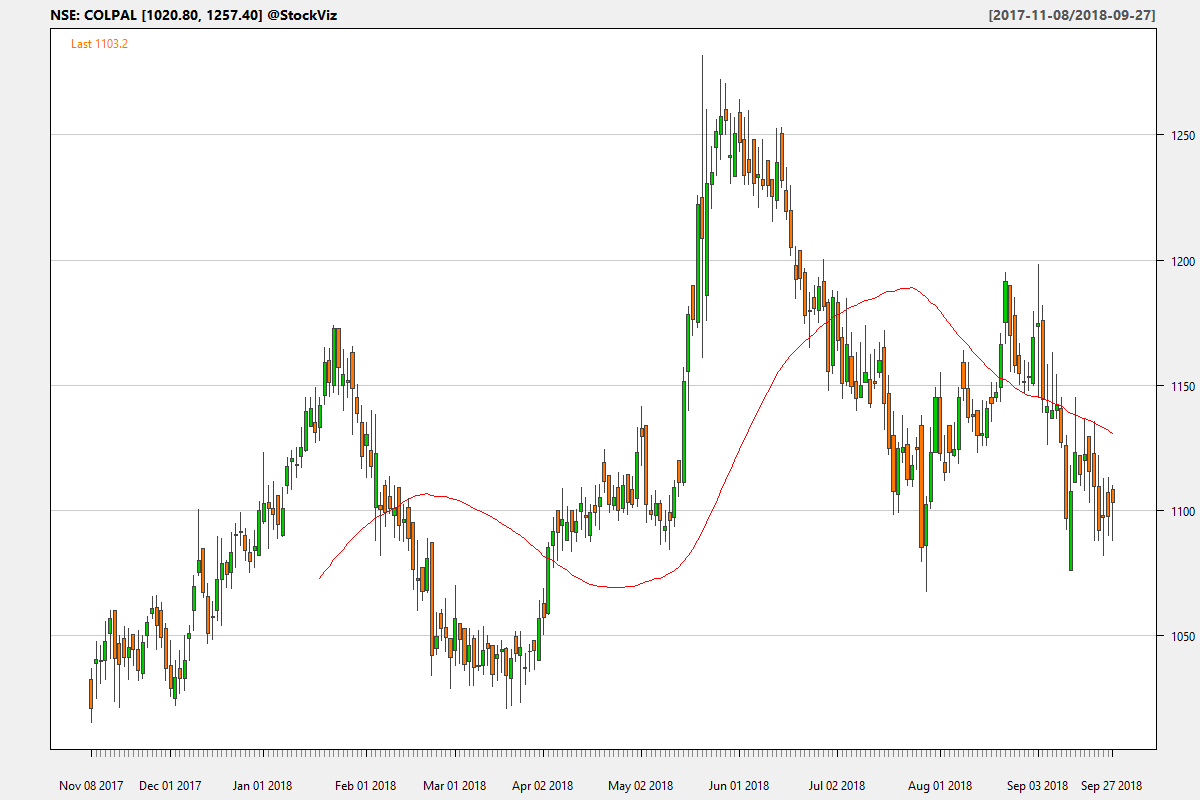 NSE: COLPAL [1020.80, 1257.40] @StockViz
[2017-11-08/2018-09-27]
Last 1103.2
1250
1200
1150
1100
1050
Nov 08 2017 Dec 01 2017 Jan 01 2018 Feb 01 2018 Mar 01 2018 Apr 02 2018 May 02 2018 Jun 01 2018 Jul 02 2018 Aug 01 2018 Sep 03 2018 Sep 27 2018